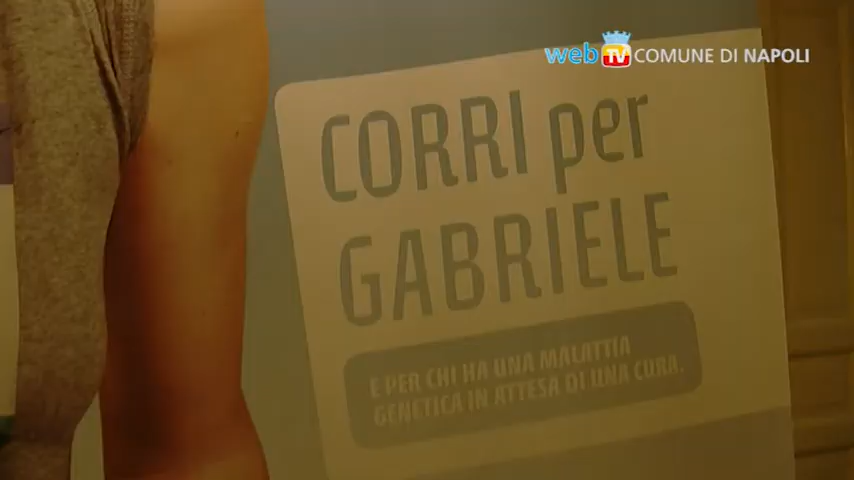 web TV COMUNE DI NAPOLI
CORRI per
GABRIELE
E PER CHI HA UNA MALATTIA
GENETICA IN ATTESA DI UNA CURA.